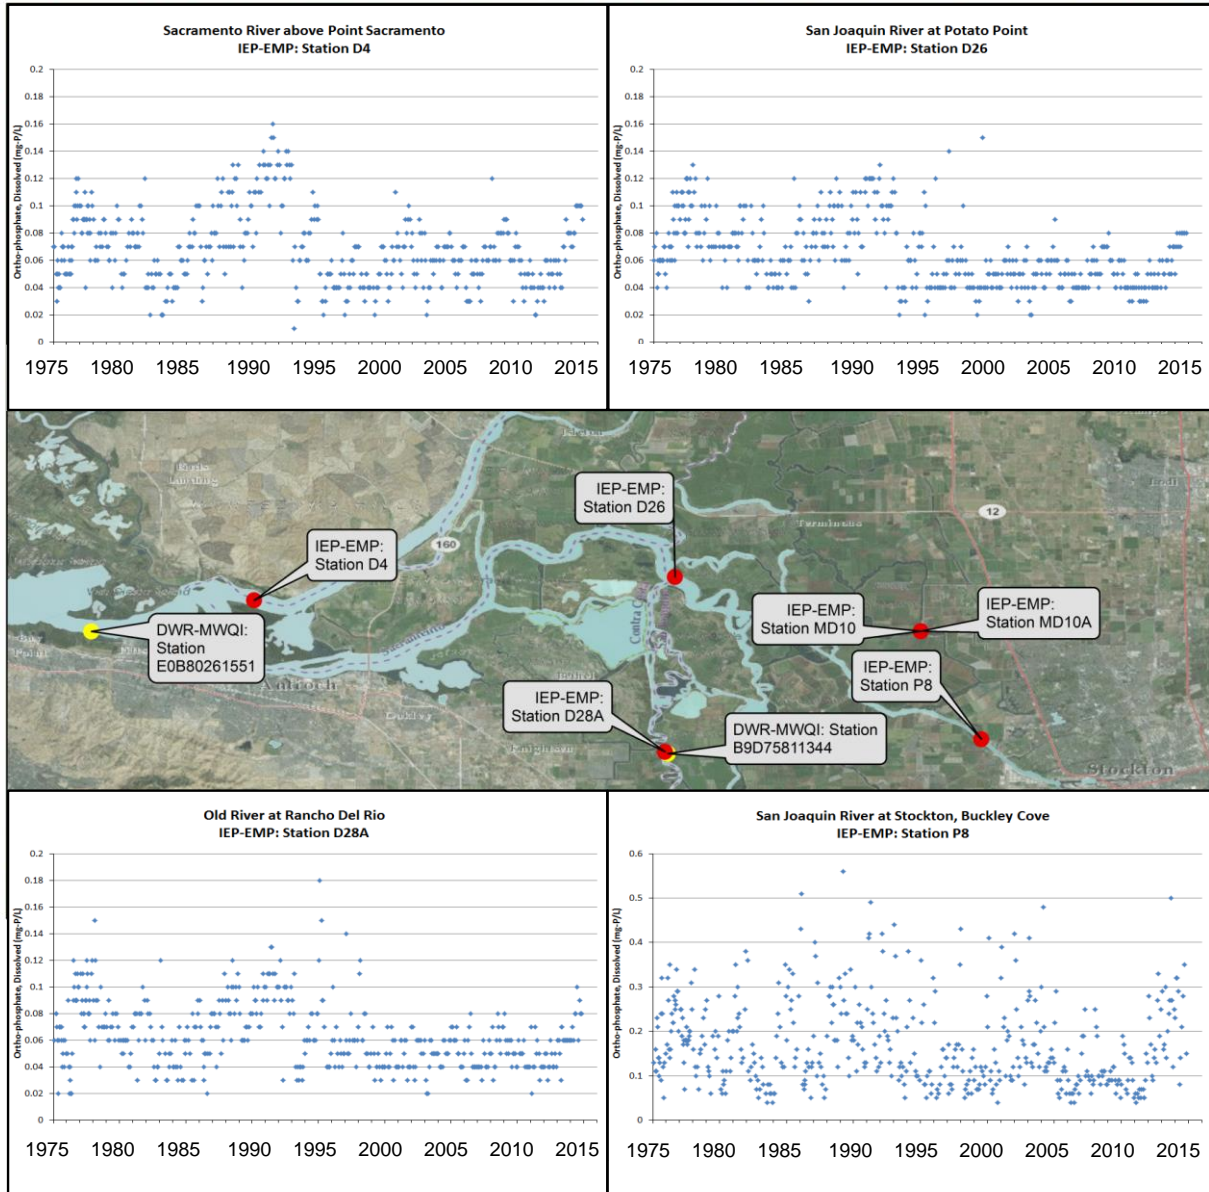 Sacramento River above Point Sacramento
IEP-EMP: Station D4
Ortho-phosphate, Dissolved (mg-P/L)
0.2
0.18
0.16
0.14
0.12
0.1
0.08
0.06
0.04
0.02
0
1975 1980 1985 1990 1995 2000 2005 2010 2015
San Joaquin River at Potato Point
IEP-EMP: Station D26
Ortho-phosphate, Dissolved (mg-P/L)
0.2
0.18
0.16
0.14
0.12
0.1
0.08
0.06
0.04
0.02
0
1975 1980 1985 1990 1995 2000 2005 2010 2015
IEP-EMP:
Station D26
12
Terminous
Lodi
160
IEP-EMP:
Station D4
DWR-MWQI:
Station
E0B80261551
IEP-EMP:
Station MD10
IEP-EMP:
Station MD10A
IEP-EMP:
Station P8
Antioch
Oakley
Knightsen
Contra Costa
IEP-EMP:
Station D28A
DWR-MWQI: Station
B9D75811344
Stockton
Old River at Rancho Del Rio
IEP-EMP: Station D28A
Ortho-phosphate, Dissolved (mg-P/L)
0.2
0.18
0.16
0.14
0.12
0.1
0.08
0.06
0.04
0.02
0
1975 1980 1985 1990 1995 2000 2005 2010 2015
San Joaquin River at Stockton, Buckley Cove
IEP-EMP: Station P8
Ortho-phosphate, Dissolved (mg-P/L)
0.6
0.5
0.4
0.3
0.2
0.1
0
1975 1980 1985 1990 1995 2000 2005 2010 2015